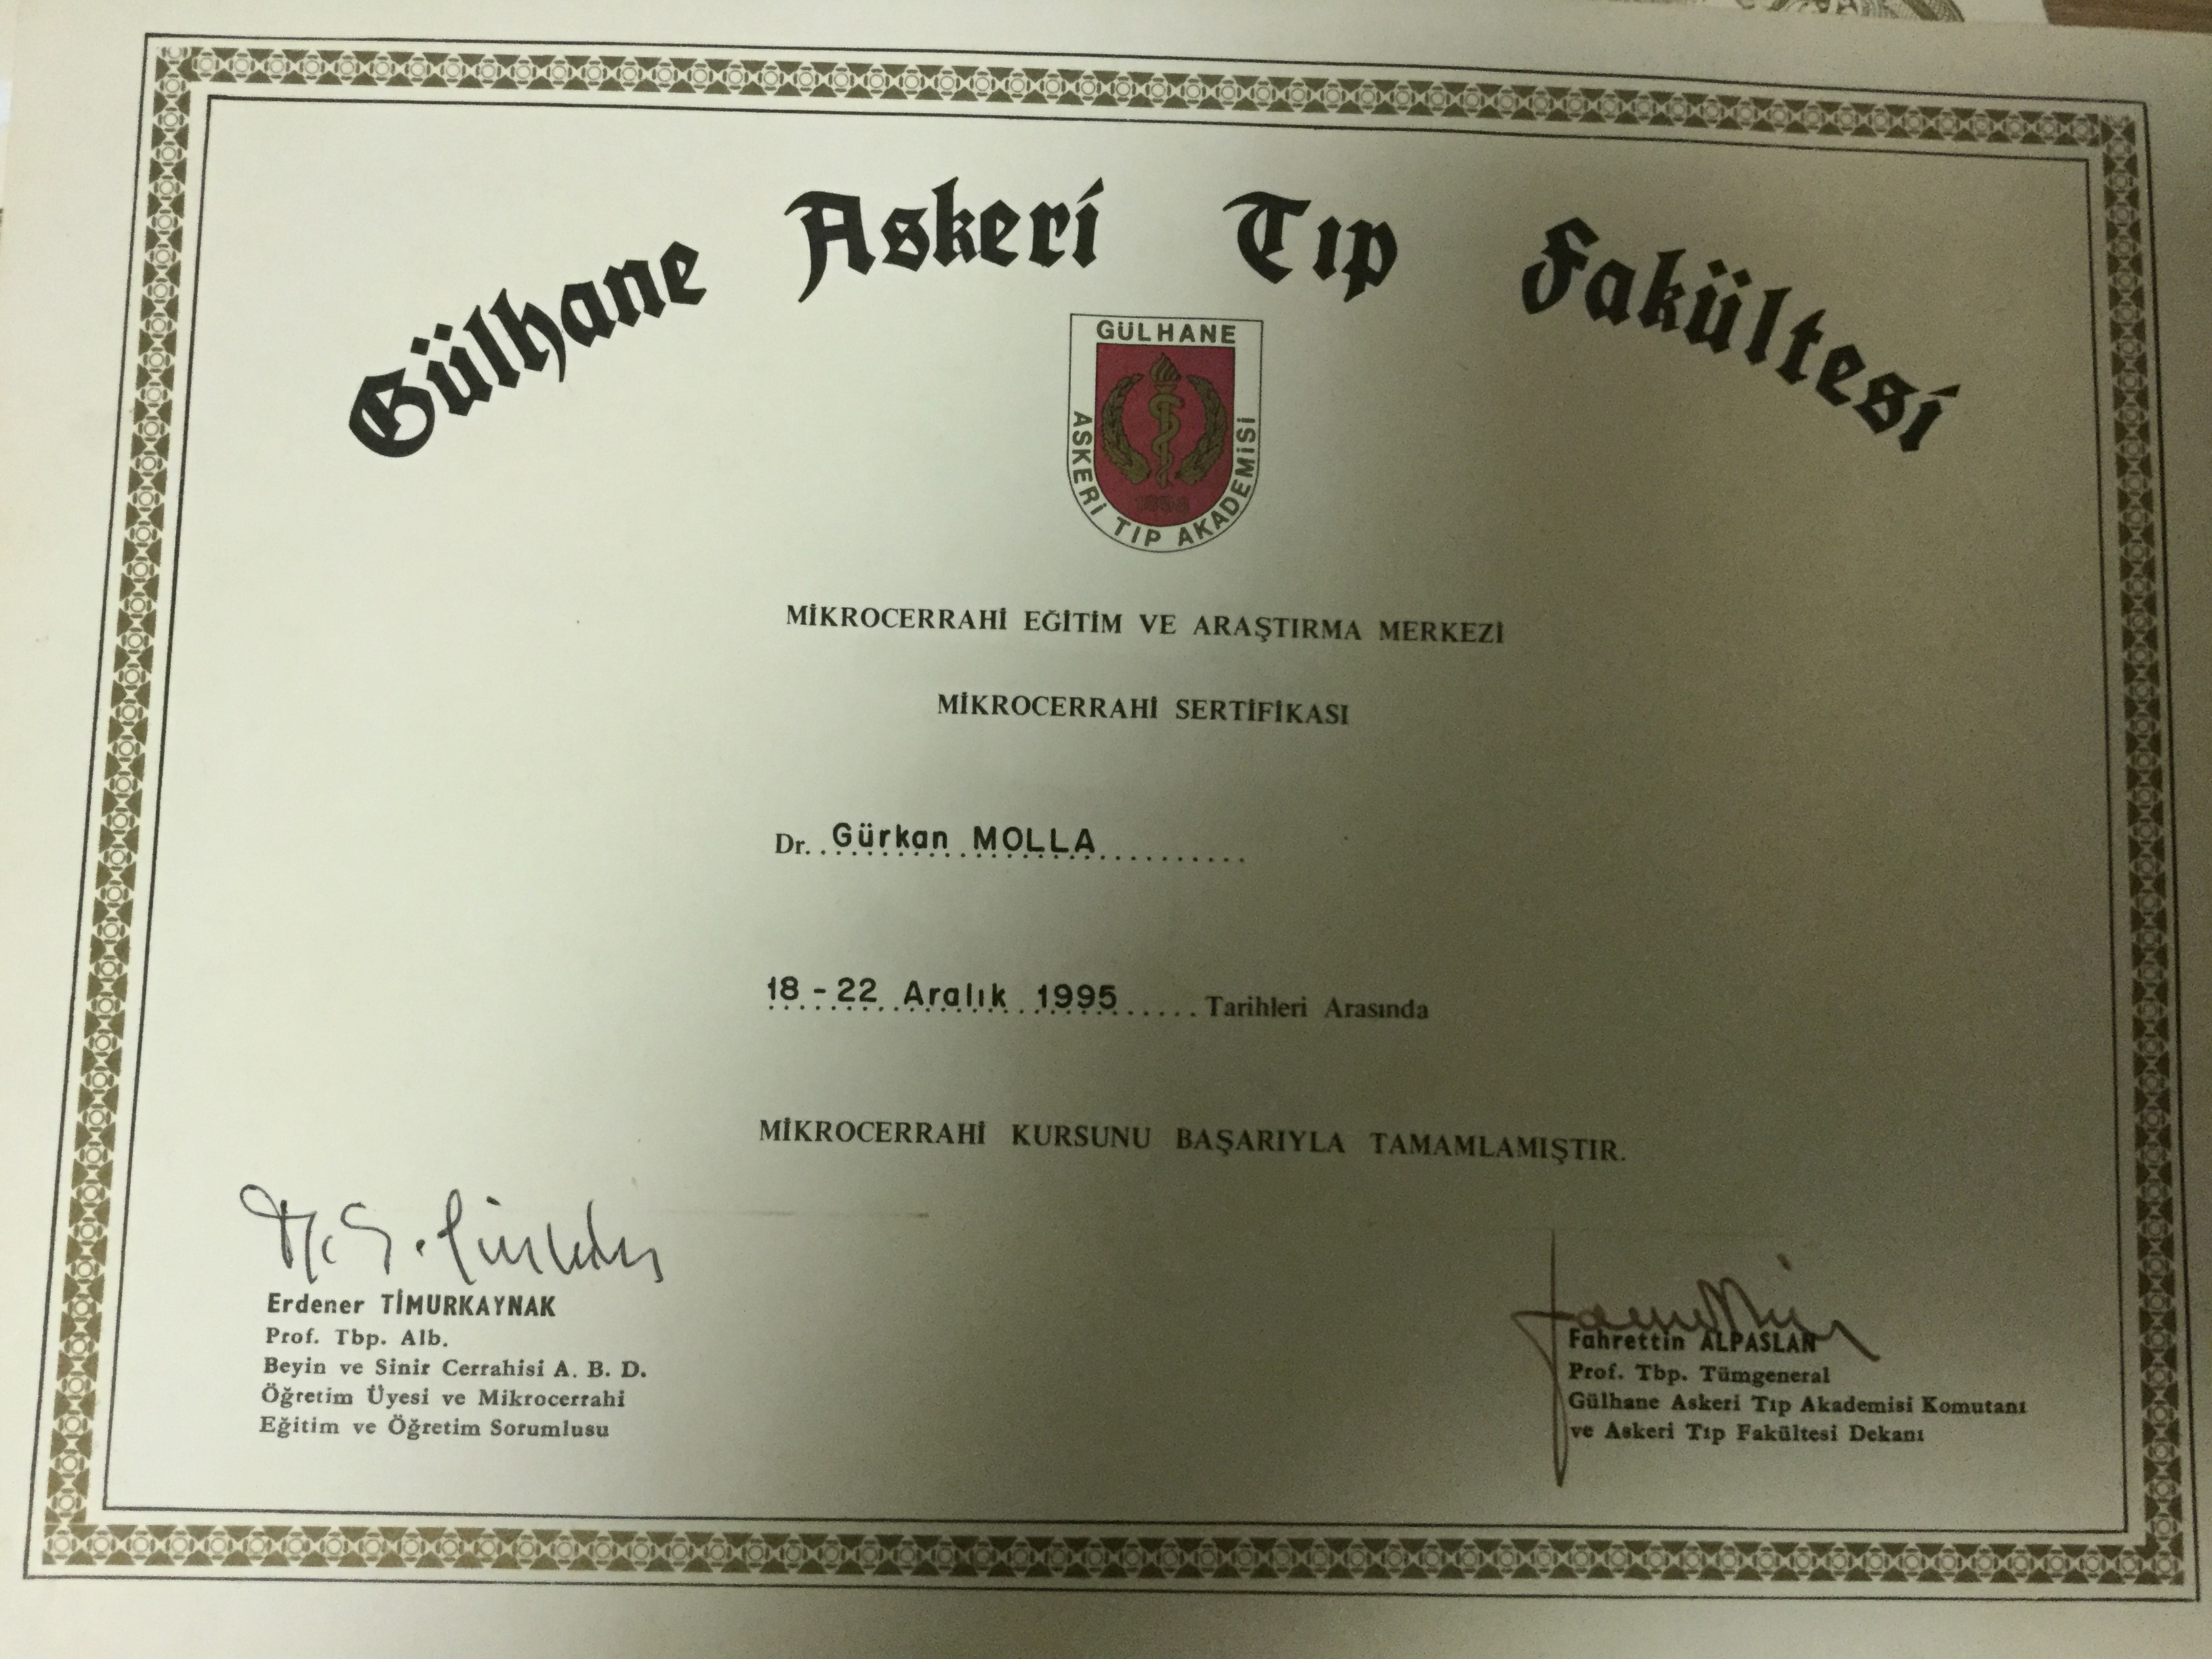 Gülhane Askeri Tıp Fakültesi
GÜLHANE
ASKERİ TIP AKADEMİSİ
MİKROCERRAHİ EĞİTİM VE ARAŞTIRMA MERKEZİ
MİKROCERRAHİ SERTİFİKASI
Dr. Gürkan MOLLA
18-22 Aralık 1995 Tarihleri Arasında
MİKROCERRAHİ KURSUNU BAŞARIYLA TAMAMLAMIŞTIR.
Erdener TİMURKAYNAK
Prof. Tbp. Alb.
Beyin ve Sinir Cerrahisi A. B. D.
Öğretim Üyesi ve Mikrocerrahi
Eğitim ve Öğretim Sorumlusu
Fahrettin ALPASLAN
Prof. Tbp. Tümgeneral
Gülhane Askeri Tıp Akademisi Komutanı
ve Askeri Tıp Fakültesi Dekanı